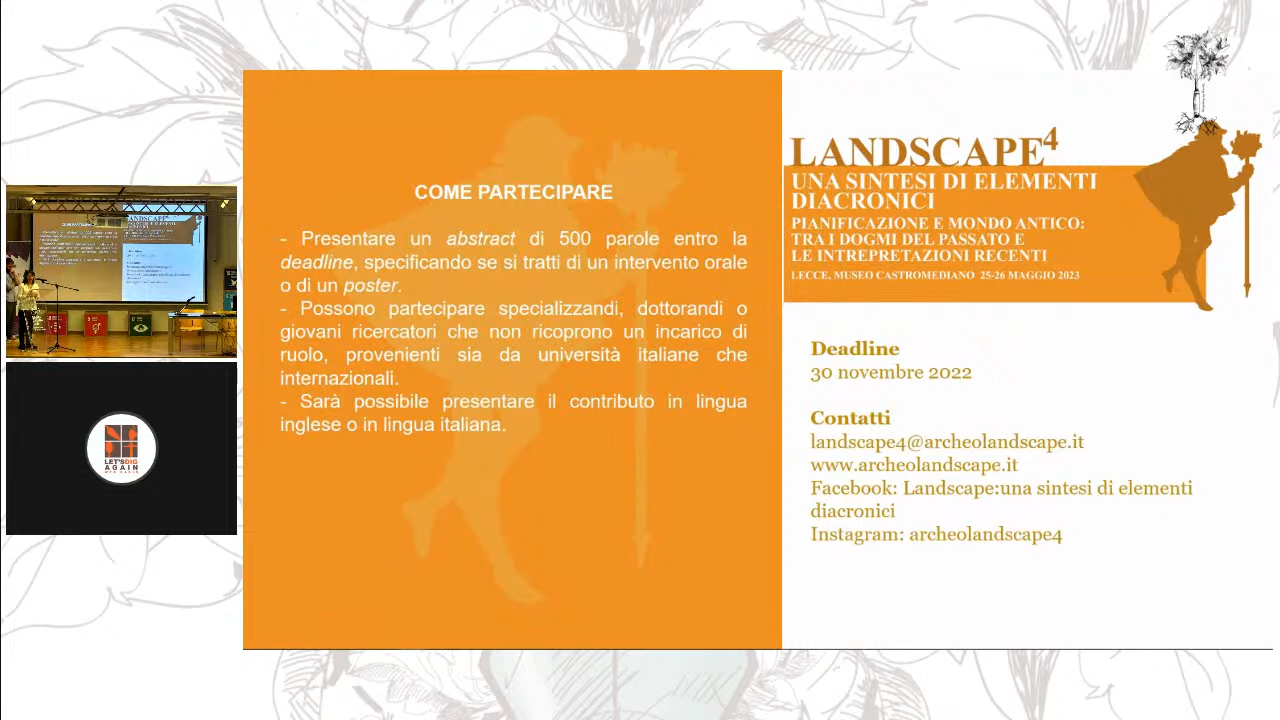 COME PARTECIPARE
- Presentare un abstract di 500 parole entro la
deadline, specificando se si tratti di un intervento orale
o di un poster.
- Possono partecipare specializzandi, dottorandi o
giovani ricercatori che non ricoprono un incarico di
ruolo, provenienti sia da università italiane che
internazionali.
- Sarà possibile presentare il contributo in lingua
inglese o in lingua italiana.
LANDSCAPE⁴
UNA SINTESI DI ELEMENTI
DIACRONICI
PIANIFICAZIONE E MONDO ANTICO:
TRA I DOGMI DEL PASSATO E
LE INTREPRETAZIONI RECENTI
LECCE, MUSEO CASTROMEDIANO 25-26 MAGGIO 2023
Deadline
30 novembre 2022
Contatti
landscape4@archeolandscape.it
www.archeolandscape.it
Facebook: Landscape:una sintesi di elementi
diacronici
Instagram: archeolandscape4
LET'S DIG
AGAIN
WEB RADIO